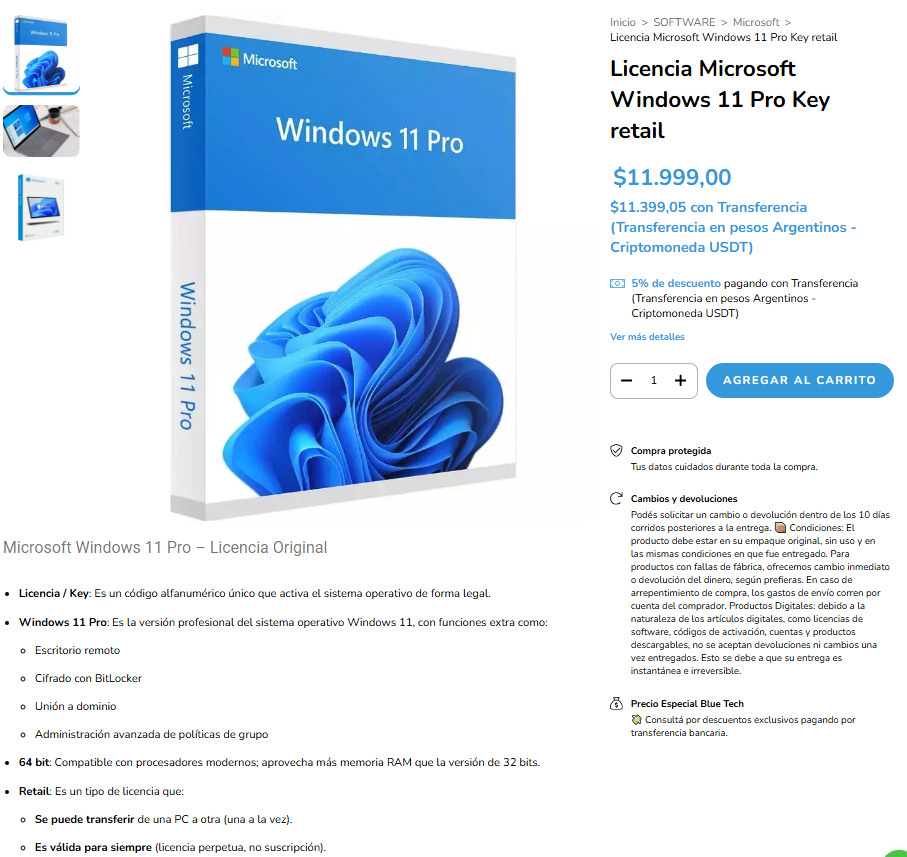 Microsoft
Windows 11 Pro
Microsoft
Windows 11 Pro
Inicio > SOFTWARE > Microsoft >
Licencia Microsoft Windows 11 Pro Key retail
Licencia Microsoft
Windows 11 Pro Key
retail
$11.999,00
$11.399,05 con Transferencia
(Transferencia en pesos Argentinos -
Criptomoneda USDT)
5% de descuento pagando con Transferencia
(Transferencia en pesos Argentinos -
Criptomoneda USDT)
Ver más detalles
1
AGREGAR AL CARRITO
Compra protegida
Tus datos cuidados durante toda la compra.
Cambios y devoluciones
Podés solicitar un cambio o devolución dentro de los 10 días
corridos posteriores a la entrega. 📦 Condiciones: El
producto debe estar en su empaque original, sin uso y en
las mismas condiciones en que fue entregado. Para
productos con fallas de fábrica, ofrecemos cambio inmediato
o devolución del dinero, según prefieras. En caso de
arrepentimiento de compra, los gastos de envío corren por
cuenta del comprador. Productos Digitales: debido a la
naturaleza de los artículos digitales, como licencias de
software, códigos de activación, cuentas y productos
descargables, no se aceptan devoluciones ni cambios una
vez entregados. Esto se debe a que su entrega es
instantánea e irreversible.
Precio Especial Blue Tech
💸 Consultá por descuentos exclusivos pagando por
transferencia bancaria.
Microsoft Windows 11 Pro – Licencia Original
• Licencia / Key: Es un código alfanumérico único que activa el sistema operativo de forma legal.
• Windows 11 Pro: Es la versión profesional del sistema operativo Windows 11, con funciones extra como:
◦ Escritorio remoto
◦ Cifrado con BitLocker
◦ Unión a dominio
◦ Administración avanzada de políticas de grupo
• 64 bit: Compatible con procesadores modernos; aprovecha más memoria RAM que la versión de 32 bits.
• Retail: Es un tipo de licencia que:
◦ Se puede transferir de una PC a otra (una a la vez).
◦ Es válida para siempre (licencia perpetua, no suscripción).